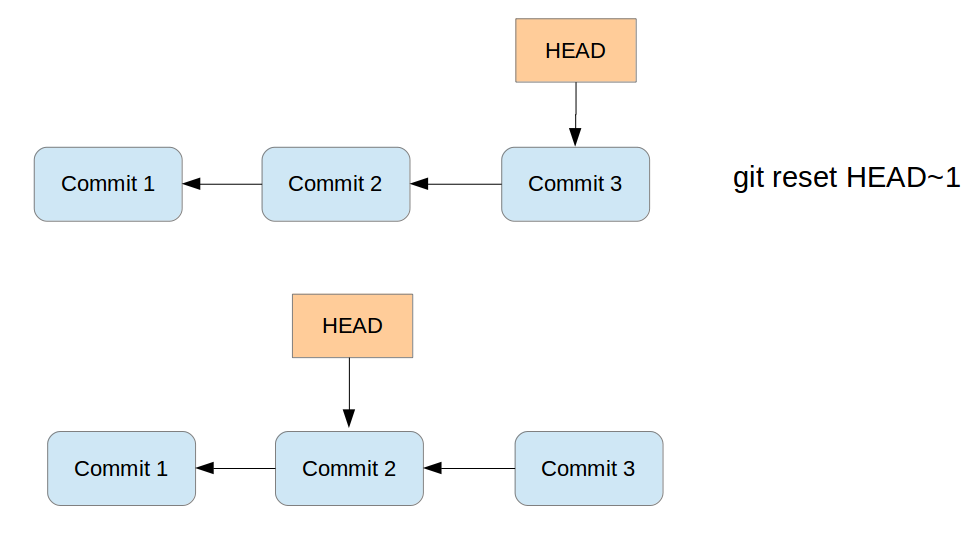 HEAD
Commit 1
Commit 2
Commit 3
git reset HEAD~1
HEAD
Commit 1
Commit 2
Commit 3